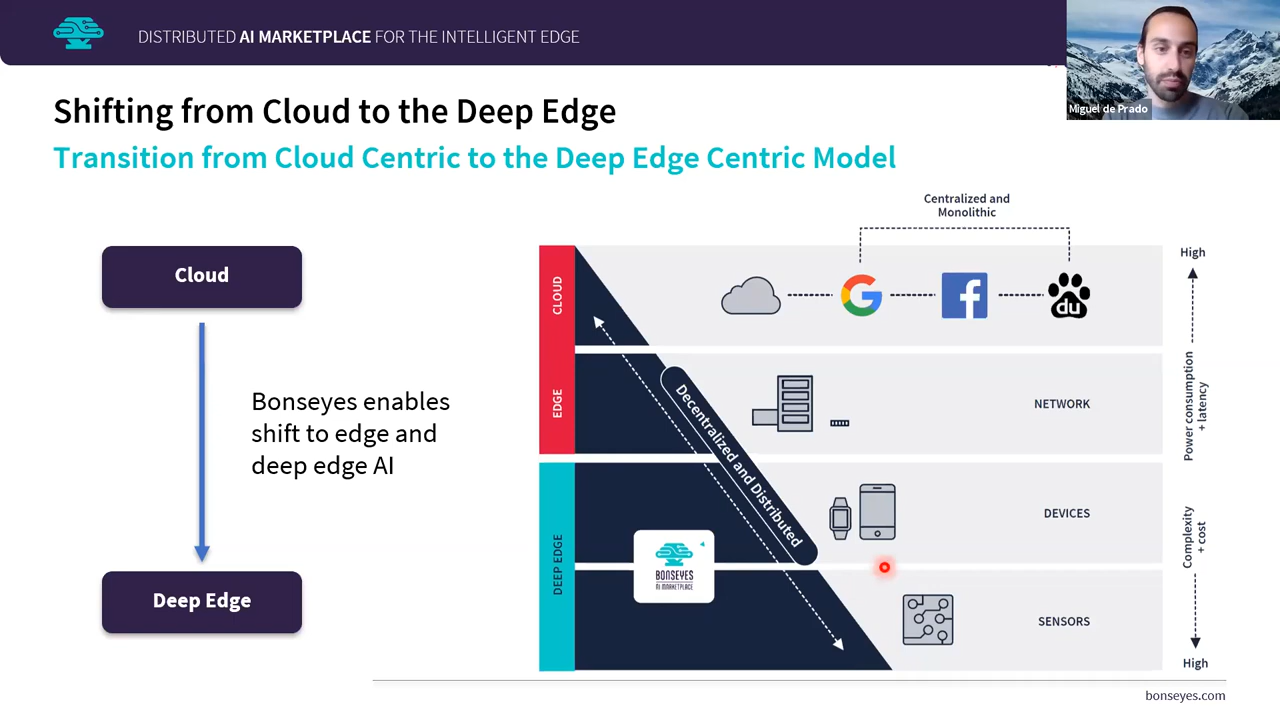 DISTRIBUTED AI MARKETPLACE FOR THE INTELLIGENT EDGE
Miguel de Prado
Shifting from Cloud to the Deep Edge
Transition from Cloud Centric to the Deep Edge Centric Model
Cloud
Bonseyes enables
shift to edge and
deep edge AI
Deep Edge
Centralized and
Monolithic
CLOUD
EDGE
DEEP EDGE
Decentralized and Distributed
du
NETWORK
DEVICES
SENSORS
BONSEYES
AI MARKETPLACE
High
Power consumption
+ latency
Complexity
+ cost
High
bonseyes.com